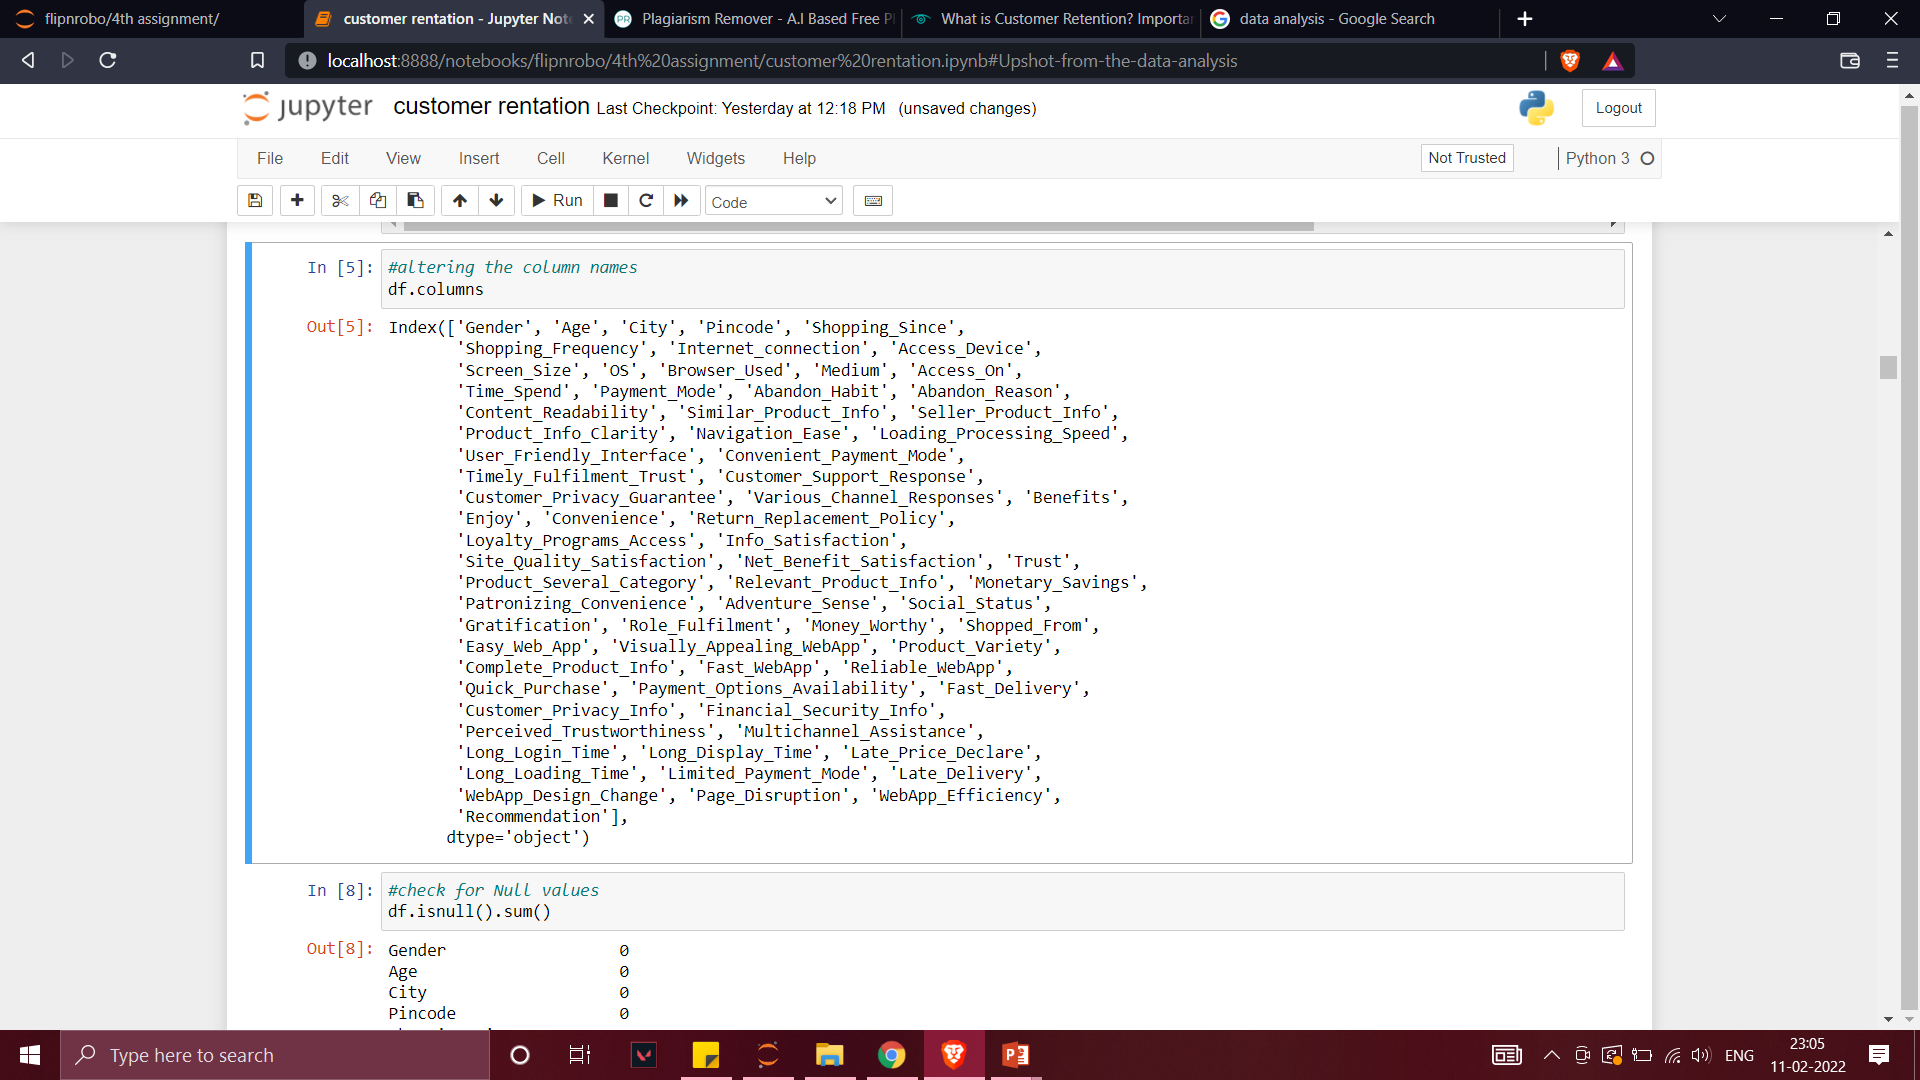 flipnrobo/4th assignment/
customer rentation - Jupyter Not
Plagiarism Remover - A.I Based Free P
What is Customer Retention? Importa
data analysis - Google Search
localhost:8888/notebooks/flipnrobo/4th%20assignment/customer%20rentation.ipynb#Upshot-from-the-data-analysis
jupyter customer rentation Last Checkpoint: Yesterday at 12:18 PM (unsaved changes)
Logout
File Edit View Insert Cell Kernel Widgets Help
Not Trusted
Python 3
Run
Code
In [5]: #altering the column names
df.columns
Out[5]: Index(['Gender', 'Age', 'City', 'Pincode', 'Shopping_Since',
'Shopping_Frequency', 'Internet_connection', 'Access_Device',
'Screen_Size', 'OS', 'Browser_Used', 'Medium', 'Access_On',
'Time_Spend', 'Payment_Mode', 'Abandon_Habit', 'Abandon_Reason',
'Content_Readability', 'Similar_Product_Info', 'Seller_Product_Info',
'Product_Info_Clarity', 'Navigation_Ease', 'Loading_Processing_Speed',
'User_Friendly_Interface', 'Convenient_Payment_Mode',
'Timely_Fulfilment_Trust', 'Customer_Support_Response',
'Customer_Privacy_Guarantee', 'Various_Channel_Responses', 'Benefits',
'Enjoy', 'Convenience', 'Return_Replacement_Policy',
'Loyalty_Programs_Access', 'Info_Satisfaction',
'Site_Quality_Satisfaction', 'Net_Benefit_Satisfaction', 'Trust',
'Product_Several_Category', 'Relevant_Product_Info', 'Monetary_Savings',
'Patronizing_Convenience', 'Adventure_Sense', 'Social_Status',
'Gratification', 'Role_Fulfilment', 'Money_Worthy', 'Shopped_From',
'Easy_Web_App', 'Visually_Appealing_WebApp', 'Product_Variety',
'Complete_Product_Info', 'Fast_WebApp', 'Reliable_WebApp',
'Quick_Purchase', 'Payment_Options_Availability', 'Fast_Delivery',
'Customer_Privacy_Info', 'Financial_Security_Info',
'Perceived_Trustworthiness', 'Multichannel_Assistance',
'Long_Login_Time', 'Long_Display_Time', 'Late_Price_Declare',
'Long_Loading_Time', 'Limited_Payment_Mode', 'Late_Delivery',
'WebApp_Design_Change', 'Page_Disruption', 'WebApp_Efficiency',
'Recommendation'],
dtype='object')
In [8]: #check for Null values
df.isnull().sum()
Out[8]: Gender 0
Age 0
City 0
Pincode 0
Type here to search
ENG
23:05
11-02-2022